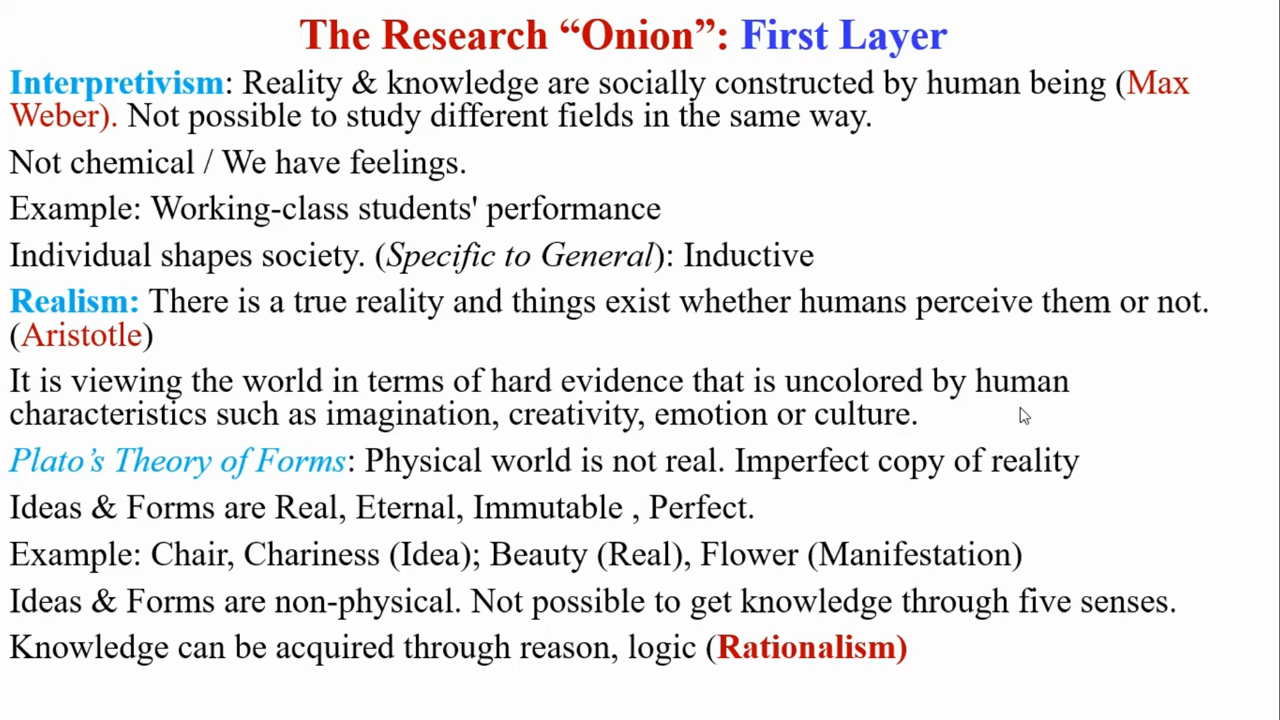 The Research “Onion”: First Layer
Interpretivism: Reality & knowledge are socially constructed by human being (Max
Weber). Not possible to study different fields in the same way.
Not chemical / We have feelings.
Example: Working-class students' performance
Individual shapes society. (Specific to General): Inductive
Realism: There is a true reality and things exist whether humans perceive them or not.
(Aristotle)
It is viewing the world in terms of hard evidence that is uncolored by human
characteristics such as imagination, creativity, emotion or culture.
Plato’s Theory of Forms: Physical world is not real. Imperfect copy of reality
Ideas & Forms are Real, Eternal, Immutable , Perfect.
Example: Chair, Chariness (Idea); Beauty (Real), Flower (Manifestation)
Ideas & Forms are non-physical. Not possible to get knowledge through five senses.
Knowledge can be acquired through reason, logic (Rationalism)